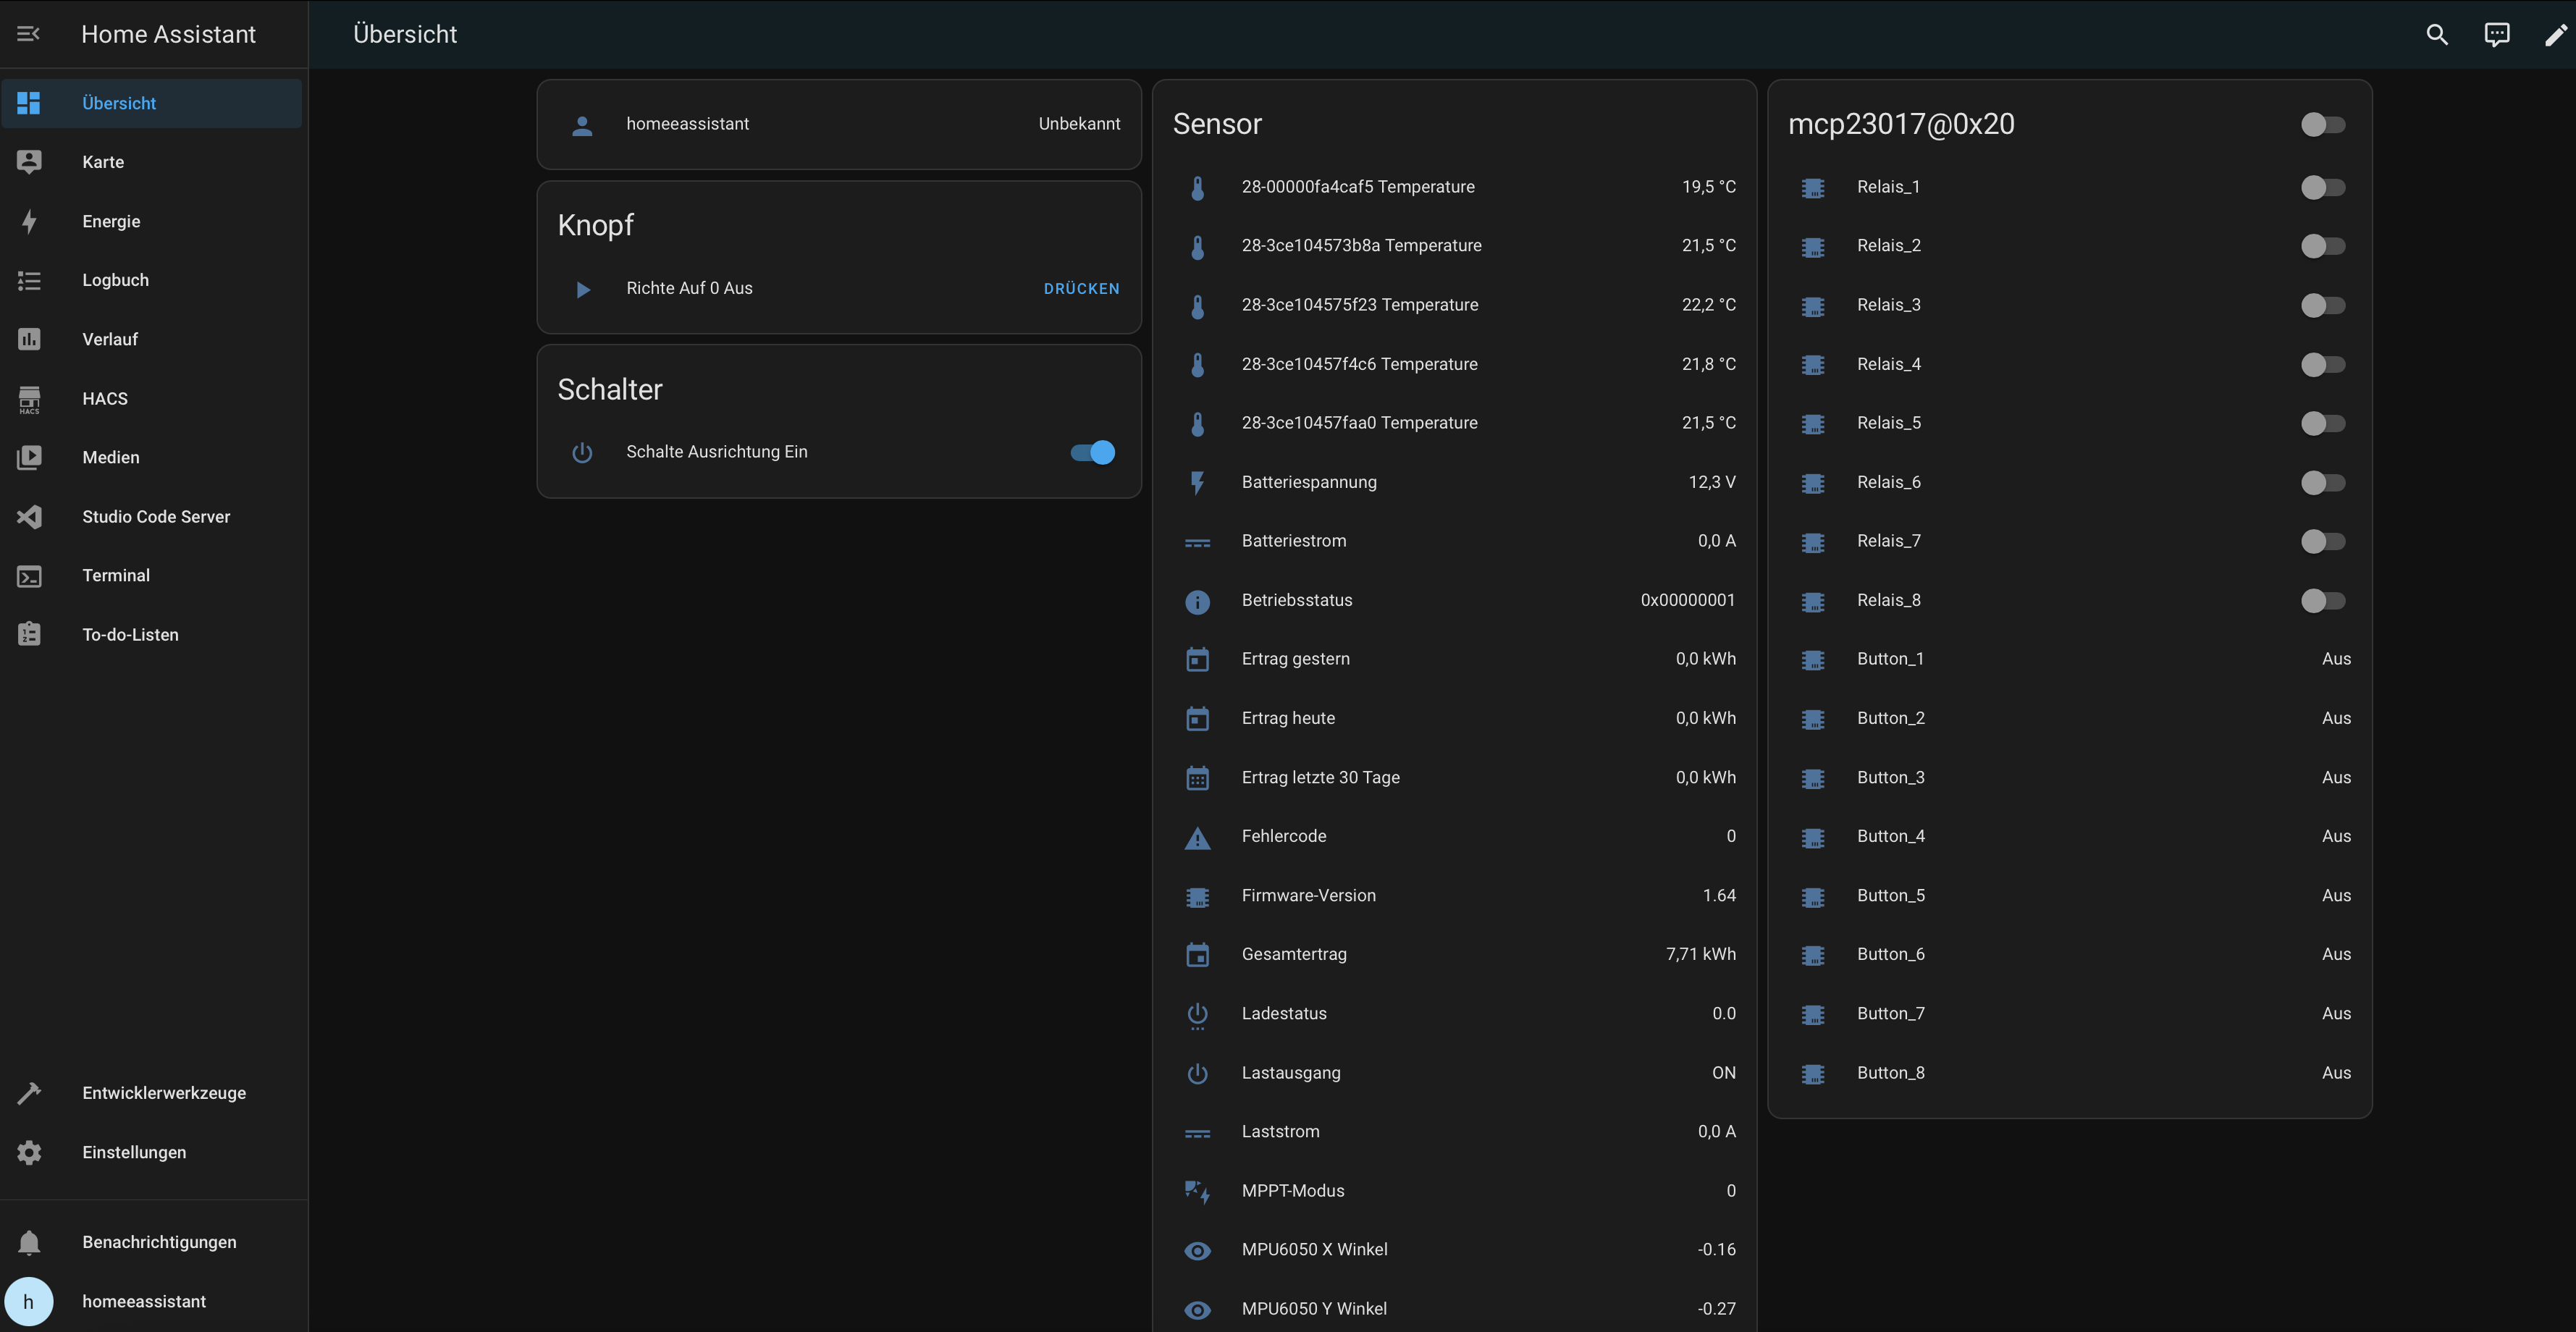 Home Assistant
Übersicht
Übersicht
Karte
Energie
Logbuch
Verlauf
HACS
HACS
Medien
Studio Code Server
Terminal
To-do-Listen
Entwicklerwerkzeuge
Einstellungen
Benachrichtigungen
h homeeassistant
homeeassistant Unbekannt
Knopf
Richte Auf 0 Aus DRÜCKEN
Schalter
Schalte Ausrichtung Ein
Sensor
28-00000fa4caf5 Temperature 19,5 °C
28-3ce104573b8a Temperature 21,5 °C
28-3ce104575f23 Temperature 22,2 °C
28-3ce10457f4c6 Temperature 21,8 °C
28-3ce10457faa0 Temperature 21,5 °C
Batteriespannung 12,3 V
Batteriestrom 0,0 A
Betriebsstatus 0x00000001
Ertrag gestern 0,0 kWh
Ertrag heute 0,0 kWh
Ertrag letzte 30 Tage 0,0 kWh
Fehlercode 0
Firmware-Version 1.64
Gesamtertrag 7,71 kWh
Ladestatus 0.0
Lastausgang ON
Laststrom 0,0 A
MPPT-Modus 0
MPU6050 X Winkel -0.16
MPU6050 Y Winkel -0.27
mcp23017@0x20
Relais_1
Relais_2
Relais_3
Relais_4
Relais_5
Relais_6
Relais_7
Relais_8
Button_1 Aus
Button_2 Aus
Button_3 Aus
Button_4 Aus
Button_5 Aus
Button_6 Aus
Button_7 Aus
Button_8 Aus